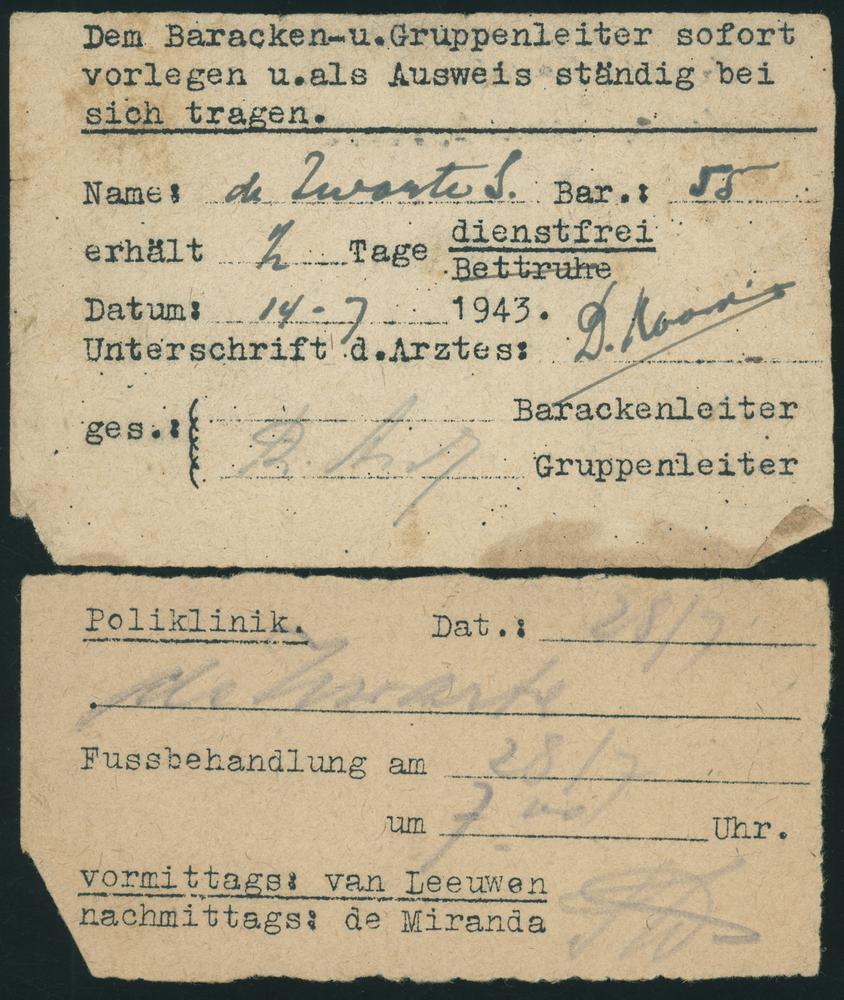 Dem Baracken-u.Gruppenleiter sofort
vorlegen u.als Ausweis ständig bei
sich tragen.
Name: de Zwarte S. Bar.: 55
erhält 2 Tage dienstfrei
Bettruhe
Datum: 14-7 1943.
Unterschrift d.Arztes: D.
ges.: Barackenleiter
Gruppenleiter
Poliklinik. Dat.: 28/7
de Zwarte
Fussbehandlung am 28/7
um 7 Uhr.
vormittags: van Leeuwen
nachmittags: de Miranda